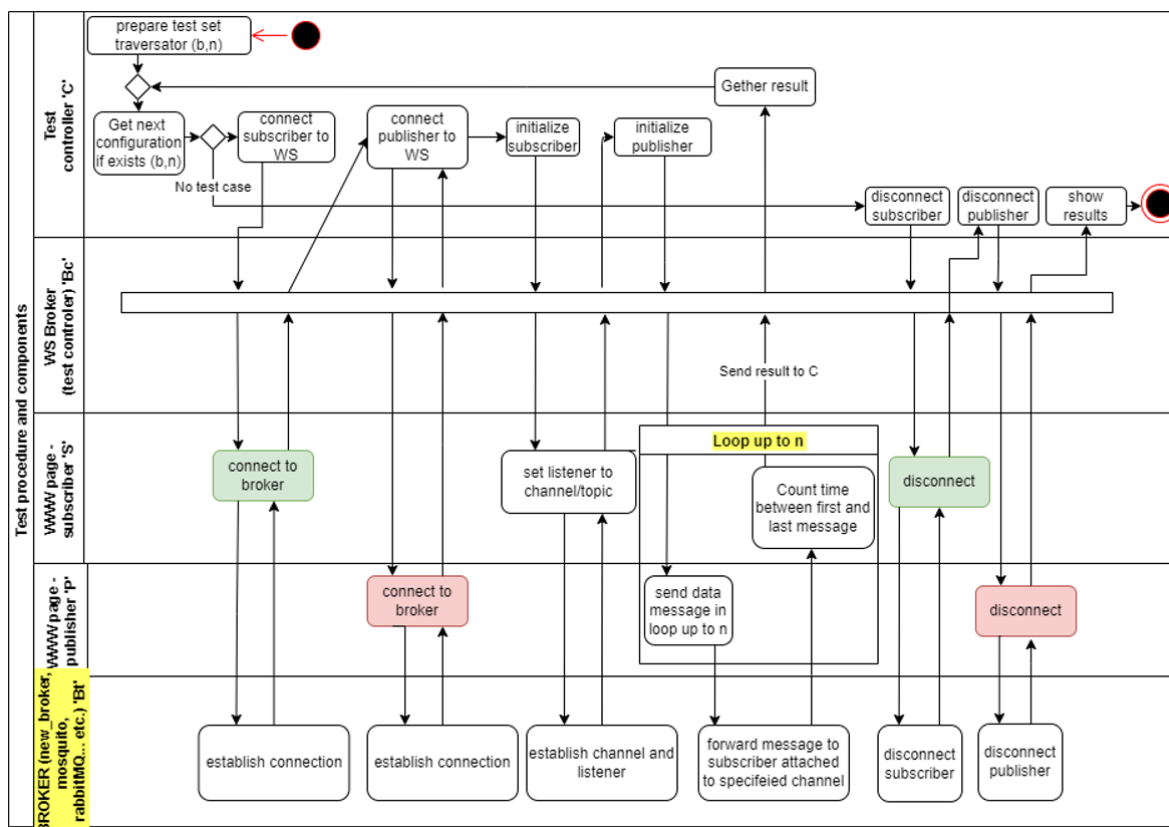 Test procedure and components
Test
controller 'C'
prepare test set
traversator (b,n)
Get next
configuration
if exists (b,n)
No test case
connect
subscriber to
WS
connect
publisher to
WS
initialize
subscriber
initialize
publisher
Gether result
disconnect
subscriber
disconnect
publisher
show
results
WS Broker
(test controler) 'Bc'
Send result to C
WWW page -
subscriber 'S'
connect to
broker
set listener to
channel/topic
Loop up to n
Count time
between first and
last message
disconnect
WWW page -
publisher 'P'
connect to
broker
send data
message in
loop up to n
disconnect
BROKER (new_broker,
mosquito,
rabbitMQ... etc.) 'Bt'
establish connection
establish connection
establish channel and
listener
forward message to
subscriber attached
to specifeied channel
disconnect
subscriber
disconnect
publisher